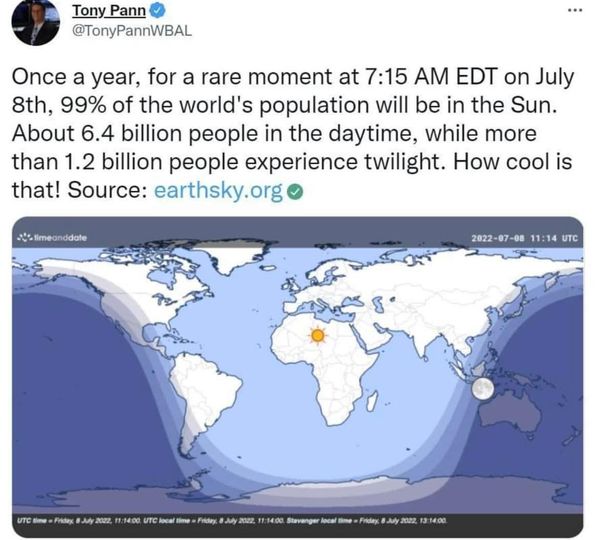 Tony Pann
@TonyPannWBAL
Once a year, for a rare moment at 7:15 AM EDT on July
8th, 99% of the world's population will be in the Sun.
About 6.4 billion people in the daytime, while more
than 1.2 billion people experience twilight. How cool is
that! Source: earthsky.org
timeanddate
2022-07-08 11:14 UTC
UTC time = Friday, 8 July 2022, 11:14:00. UTC local time = Friday, 8 July 2022, 11:14:00. Stavanger local time = Friday, 8 July 2022, 13:14:00.